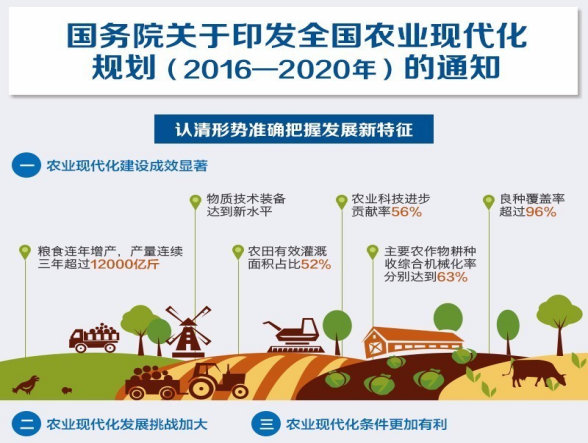 国务院关于印发全国农业现代化
规划（2016—2020年）的通知
认清形势准确把握发展新特征
一 农业现代化建设成效显著
物质技术装备
达到新水平
农业科技进步
贡献率56%
良种覆盖率
超过96%
粮食连年增产，产量连续
三年超过12000亿斤
农田有效灌溉
面积占比52%
主要农作物耕种
收综合机械化率
分别达到63%
二 农业现代化发展挑战加大
三 农业现代化条件更加有利